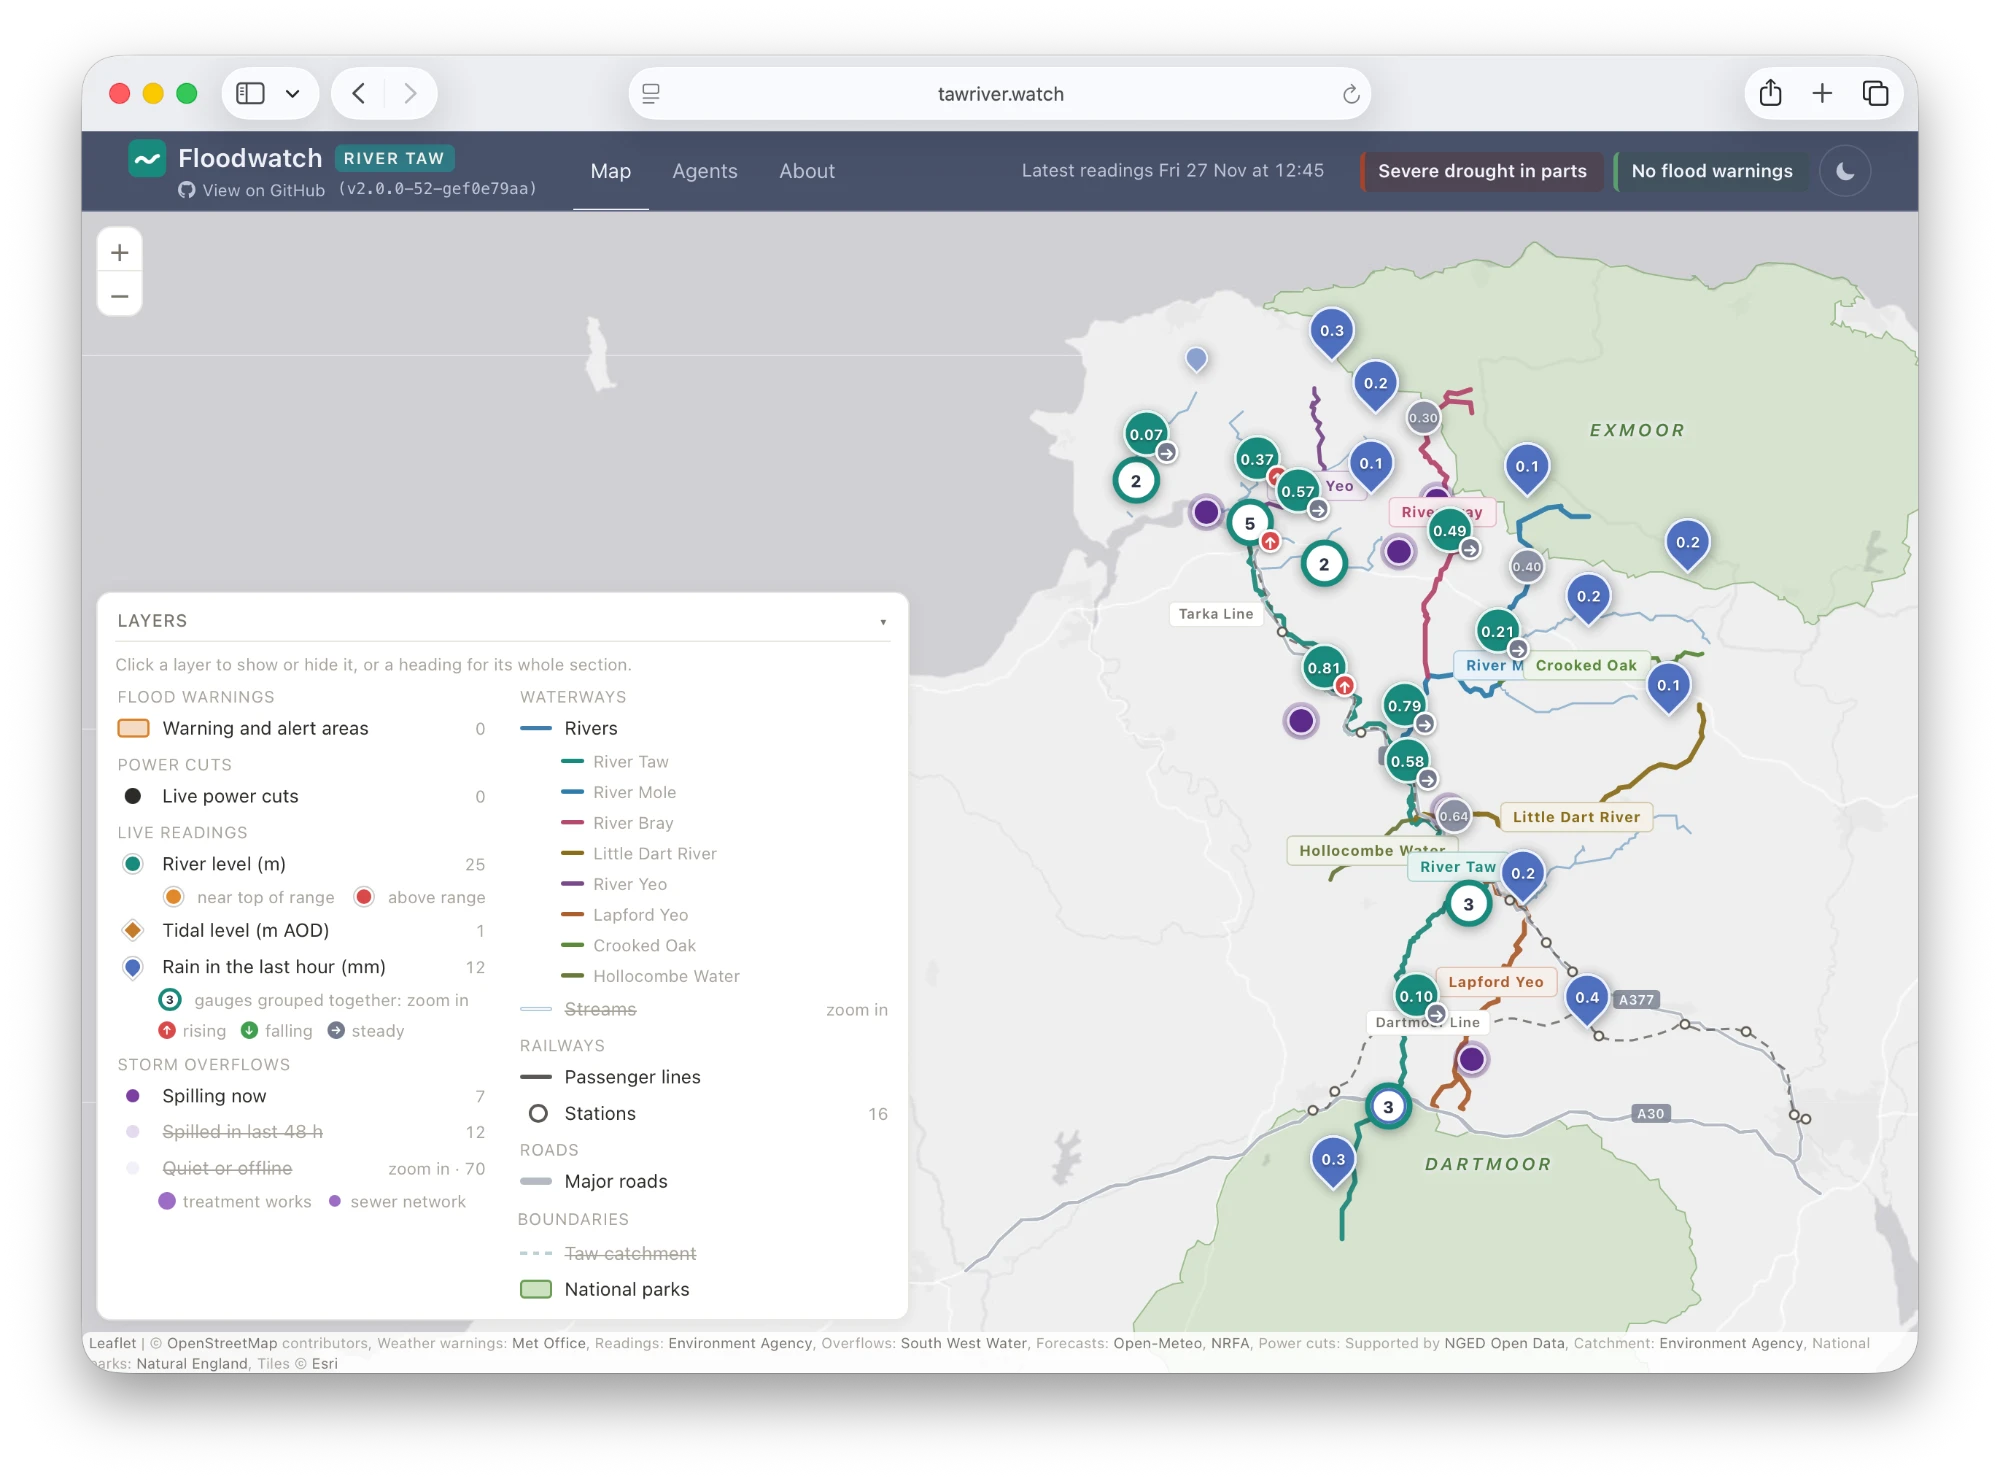 tawriver.watch
Floodwatch RIVER TAW
View on GitHub (v2.0.0-52-gef0e79aa)
Map Agents About
Latest readings Fri 27 Nov at 12:45
Severe drought in parts
No flood warnings
+
−
LAYERS
Click a layer to show or hide it, or a heading for its whole section.
FLOOD WARNINGS
Warning and alert areas 0
POWER CUTS
Live power cuts 0
LIVE READINGS
River level (m) 25
near top of range above range
Tidal level (m AOD) 1
Rain in the last hour (mm) 12
3 gauges grouped together: zoom in
rising falling steady
STORM OVERFLOWS
Spilling now 7
Spilled in last 48 h 12
Quiet or offline zoom in · 70
treatment works sewer network
WATERWAYS
Rivers
River Taw
River Mole
River Bray
Little Dart River
River Yeo
Lapford Yeo
Crooked Oak
Hollocombe Water
Streams zoom in
RAILWAYS
Passenger lines
Stations 16
ROADS
Major roads
BOUNDARIES
Taw catchment
National parks
0.3
0.2
0.30
EXMOOR
0.07
0.37
0.1
0.1
2
0.57
Yeo
5
River ay
0.49
0.2
2
0.40
0.2
Tarka Line
0.21
0.81
River M
Crooked Oak
0.1
0.79
0.58
0.64
Little Dart River
Hollocombe Water
River Taw
0.2
3
Lapford Yeo
0.10
0.4
A377
Dartmoor Line
3
A30
0.3
DARTMOOR
Leaflet | © OpenStreetMap contributors, Weather warnings: Met Office, Readings: Environment Agency, Overflows: South West Water, Forecasts: Open-Meteo, NRFA, Power cuts: Supported by NGED Open Data, Catchment: Environment Agency, National
parks: Natural England, Tiles © Esri